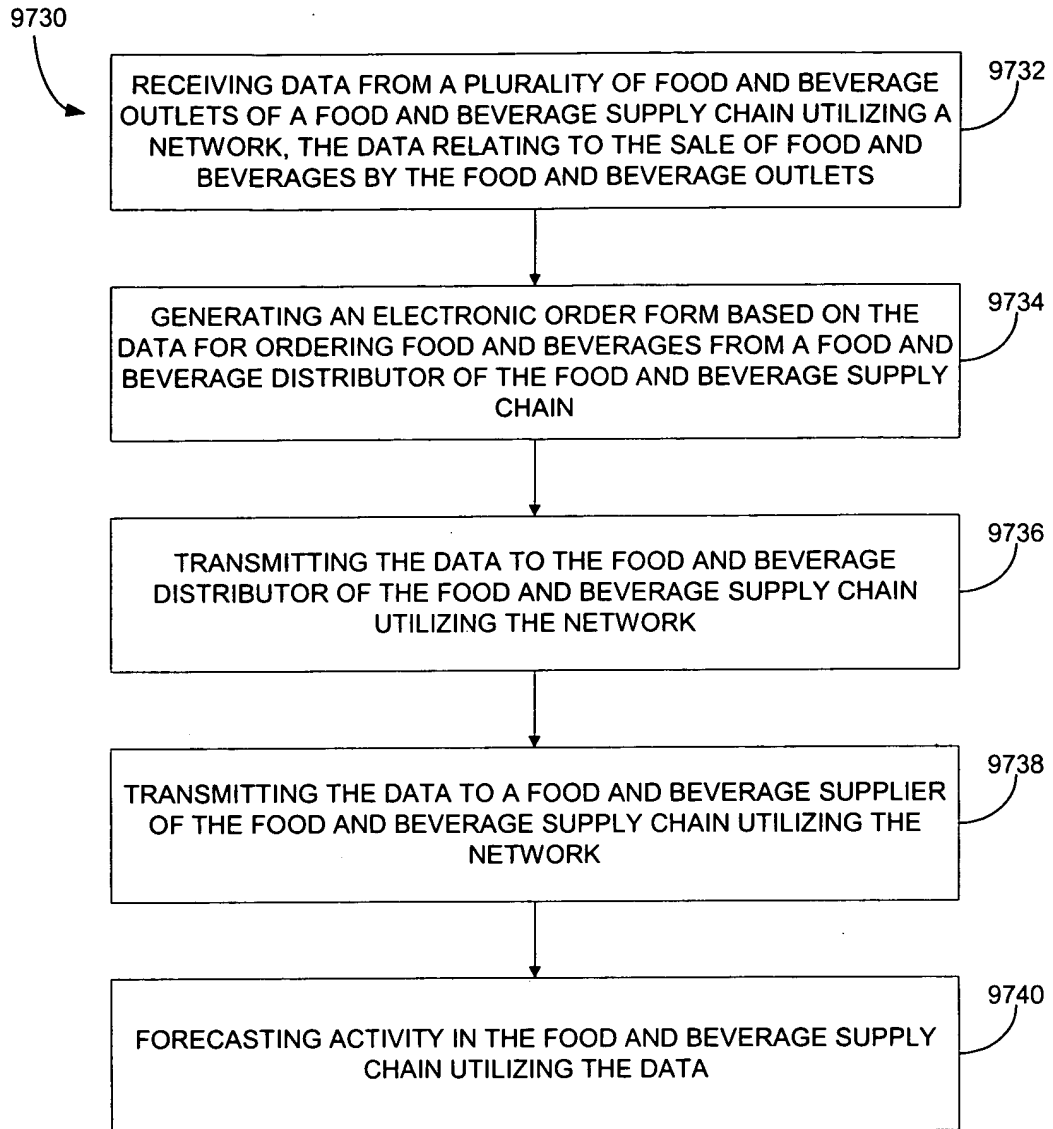 9730
RECEIVING DATA FROM A PLURALITY OF FOOD AND BEVERAGE
OUTLETS OF A FOOD AND BEVERAGE SUPPLY CHAIN UTILIZING A
NETWORK, THE DATA RELATING TO THE SALE OF FOOD AND
BEVERAGES BY THE FOOD AND BEVERAGE OUTLETS
9732
GENERATING AN ELECTRONIC ORDER FORM BASED ON THE
DATA FOR ORDERING FOOD AND BEVERAGES FROM A FOOD AND
BEVERAGE DISTRIBUTOR OF THE FOOD AND BEVERAGE SUPPLY
CHAIN
9734
TRANSMITTING THE DATA TO THE FOOD AND BEVERAGE
DISTRIBUTOR OF THE FOOD AND BEVERAGE SUPPLY CHAIN
UTILIZING THE NETWORK
9736
TRANSMITTING THE DATA TO A FOOD AND BEVERAGE SUPPLIER
OF THE FOOD AND BEVERAGE SUPPLY CHAIN UTILIZING THE
NETWORK
9738
FORECASTING ACTIVITY IN THE FOOD AND BEVERAGE SUPPLY
CHAIN UTILIZING THE DATA
9740